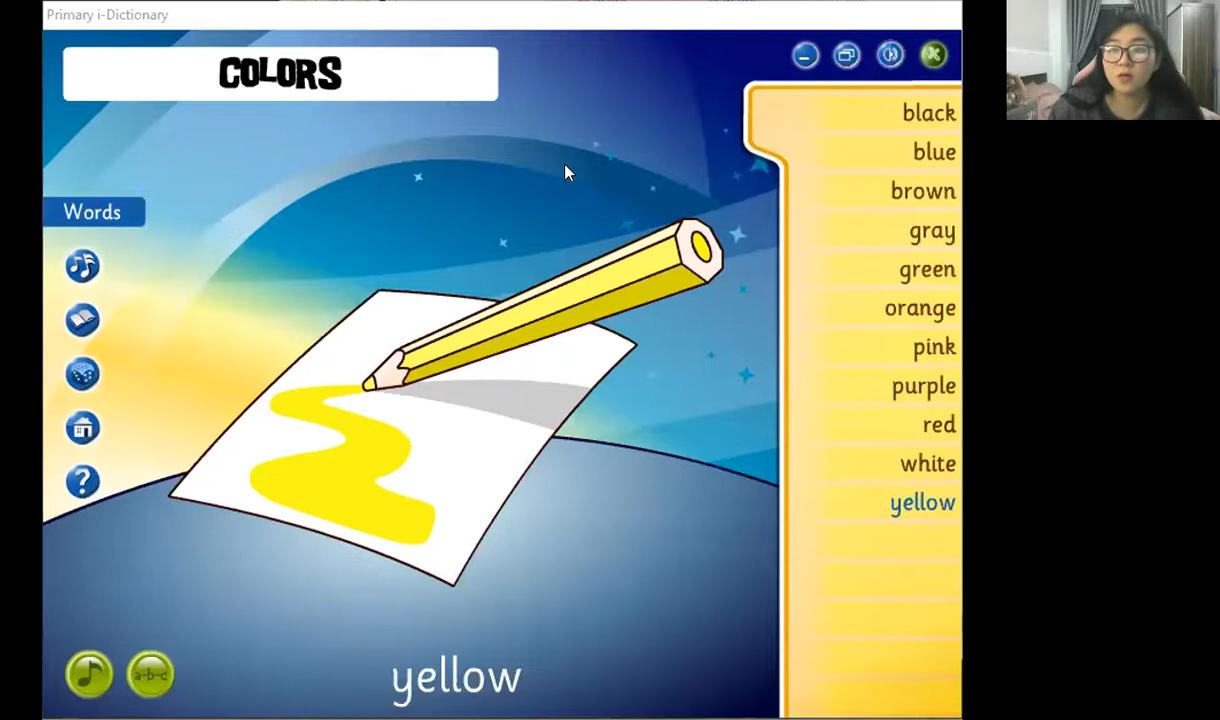 Primary i-Dictionary
COLORS
Words
black
blue
brown
gray
green
orange
pink
purple
red
white
yellow
a-b-c
yellow